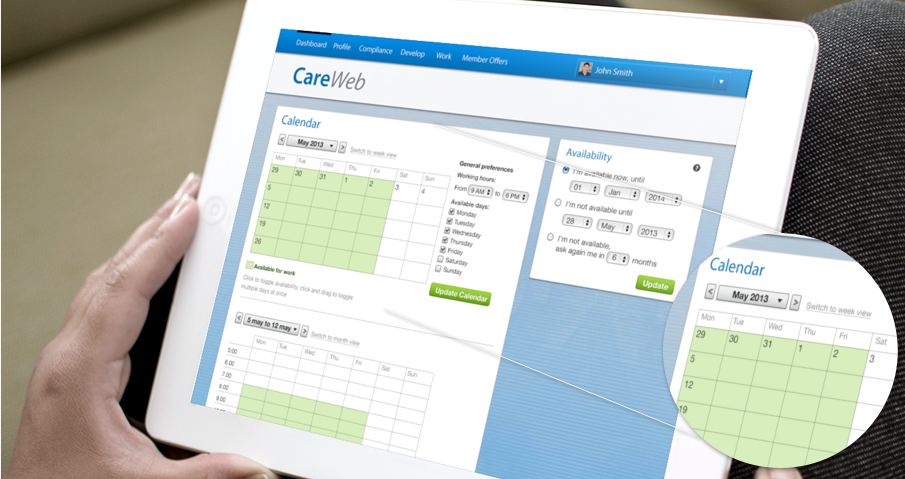 Dashboard Profile Compliance Develop Work Member Offers John Smith
CareWeb
Calendar
< May 2013 > Switch to week view
Mon Tue Wed Thu Fri Sat Sun
29 30 31 1 2 3 4
5
12
19
26
Available for work
Click to toggle availability, click and drag to toggle
multiple days at once
General preferences
Working hours:
From 9 AM to 6 PM
Available days:
Monday
Tuesday
Wednesday
Thursday
Friday
Saturday
Sunday
Update Calendar
< 5 may to 12 may > Switch to month view
Mon Tue Wed Thu Fri Sat Sun
5:00
6.00
7.00
8.00
9.00
Availability ?
I'm available now, until
01 Jan 2014
I'm not available until
28 May 2013
I'm not available,
ask again me in 6 months
Update
Calendar
< May 2013 > Switch to week view
Mon Tue Wed Thu Fri Sat
29 30 31 1 2 3
5
12
19